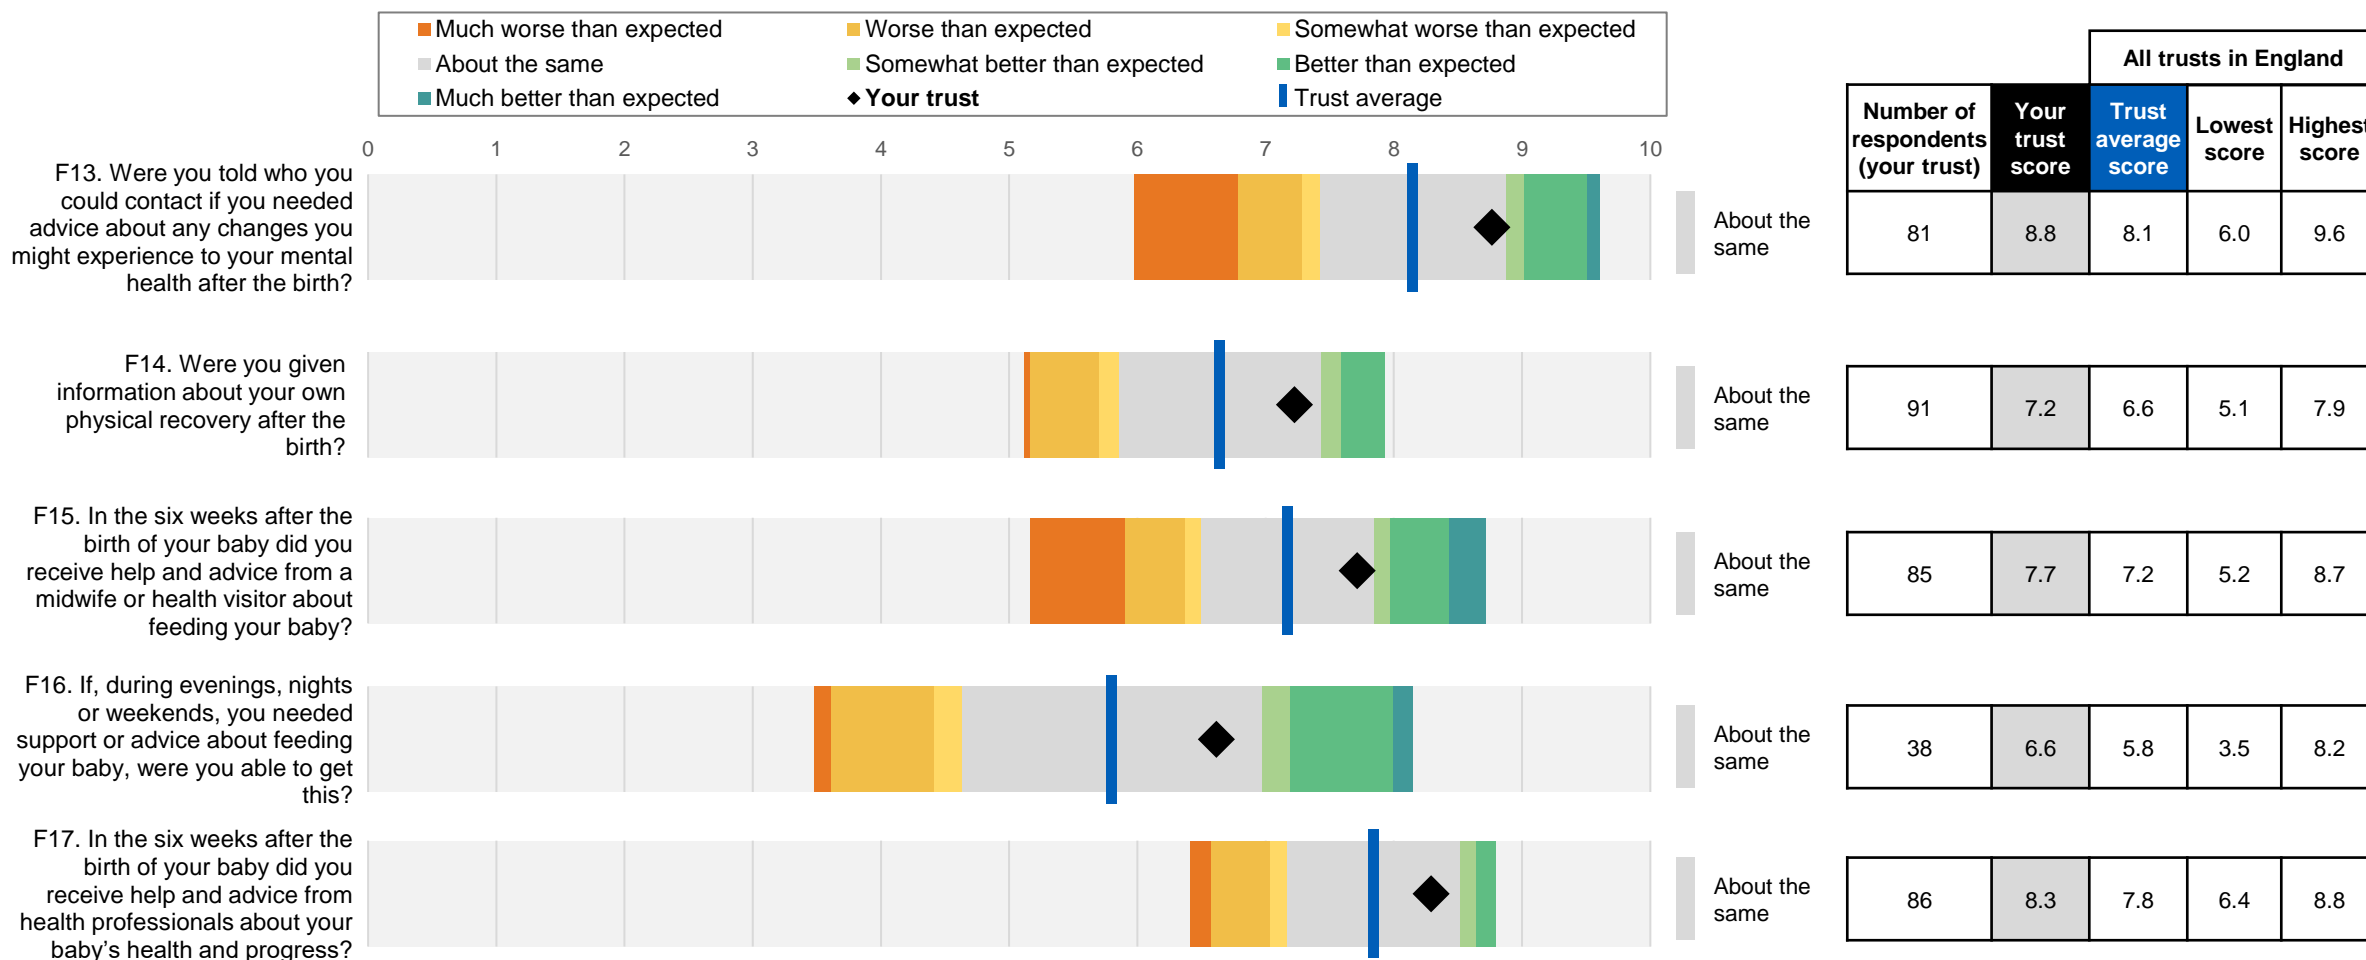 Much worse than expected
Worse than expected
Somewhat worse than expected
About the same
Somewhat better than expected
Better than expected
Much better than expected
Your trust
Trust average
All trusts in England
Number of
respondents
(your trust)
Your
trust
score
Trust
average
score
Lowest
score
Highest
score
0 1 2 3 4 5 6 7 8 9 10
F13. Were you told who you
could contact if you needed
advice about any changes you
might experience to your mental
health after the birth?
About the
same
81 8.8 8.1 6.0 9.6
F14. Were you given
information about your own
physical recovery after the
birth?
About the
same
91 7.2 6.6 5.1 7.9
F15. In the six weeks after the
birth of your baby did you
receive help and advice from a
midwife or health visitor about
feeding your baby?
About the
same
85 7.7 7.2 5.2 8.7
F16. If, during evenings, nights
or weekends, you needed
support or advice about feeding
your baby, were you able to get
this?
About the
same
38 6.6 5.8 3.5 8.2
F17. In the six weeks after the
birth of your baby did you
receive help and advice from
health professionals about your
baby’s health and progress?
About the
same
86 8.3 7.8 6.4 8.8